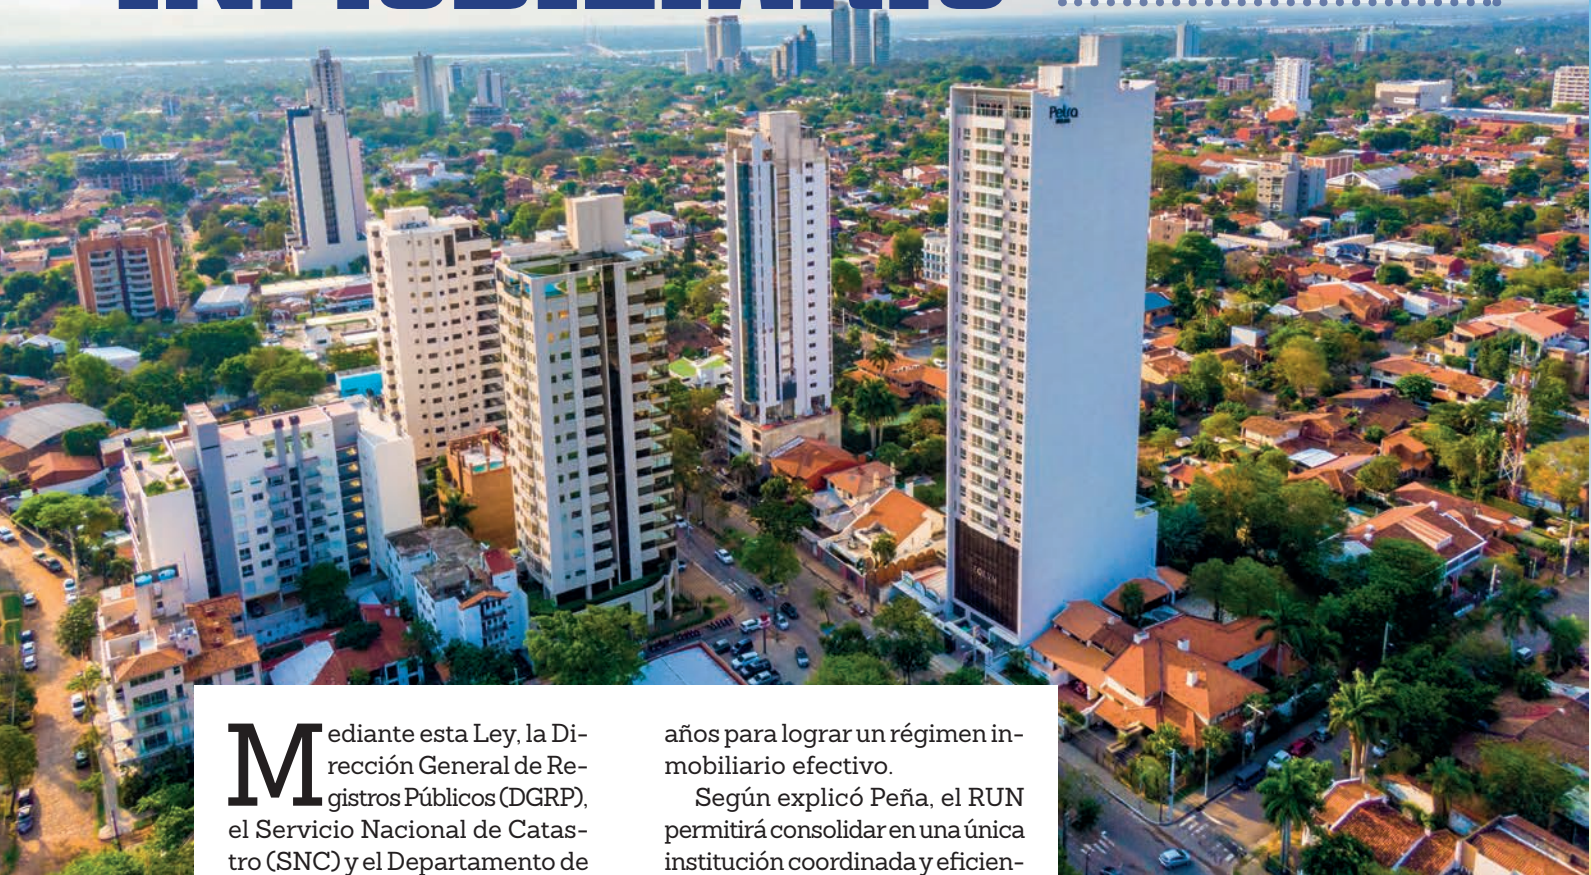 INMOBILIARIO
Petra
Mediante esta Ley, la Di-
rección General de Re-
gistros Públicos (DGRP),
el Servicio Nacional de Catas-
tro (SNC) y el Departamento de
años para lograr un régimen in-
mobiliario efectivo.
Según explicó Peña, el RUN
permitirá consolidar en una única
institución coordinada y eficien-